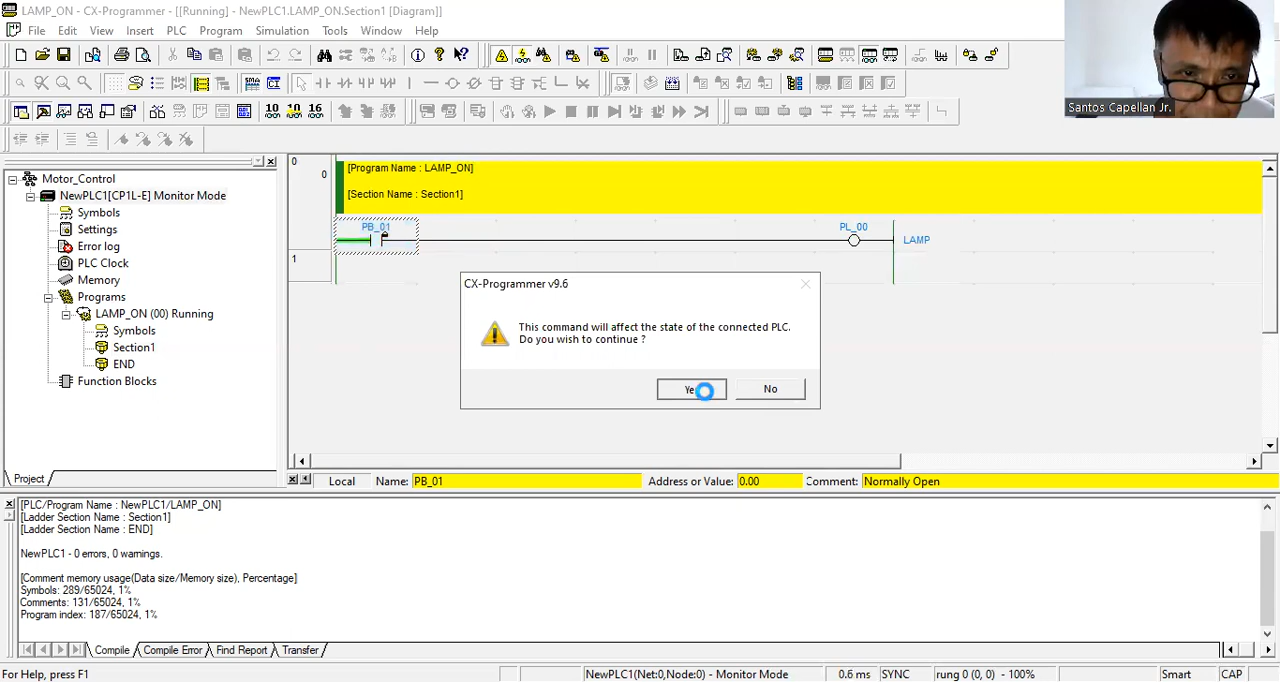 LAMP_ON - CX-Programmer - [[Running] - NewPLC1.LAMP_ON.Section1 [Diagram]]
File Edit View Insert PLC Program Simulation Tools Window Help
10 10 16
Santos Capellan Jr.
Motor_Control
NewPLC1[CP1L-E] Monitor Mode
Symbols
Settings
Error log
PLC Clock
Memory
Programs
LAMP_ON (00) Running
Symbols
Section1
END
Function Blocks
Project
0
0
[Program Name : LAMP_ON]
[Section Name : Section1]
PB_01
PL_00
LAMP
1
CX-Programmer v9.6
This command will affect the state of the connected PLC.
Do you wish to continue ?
Ye
No
Local Name: PB_01 Address or Value: 0.00 Comment: Normally Open
[PLC/Program Name : NewPLC1/LAMP_ON]
[Ladder Section Name : Section1]
[Ladder Section Name : END]
NewPLC1 - 0 errors, 0 warnings.
[Comment memory usage(Data size/Memory size), Percentage]
Symbols: 289/65024, 1%
Comments: 131/65024, 1%
Program index: 187/65024, 1%
Compile Compile Error Find Report Transfer
For Help, press F1 NewPLC1(Net:0,Node:0) - Monitor Mode 0.6 ms SYNC rung 0 (0, 0) - 100% Smart CAP